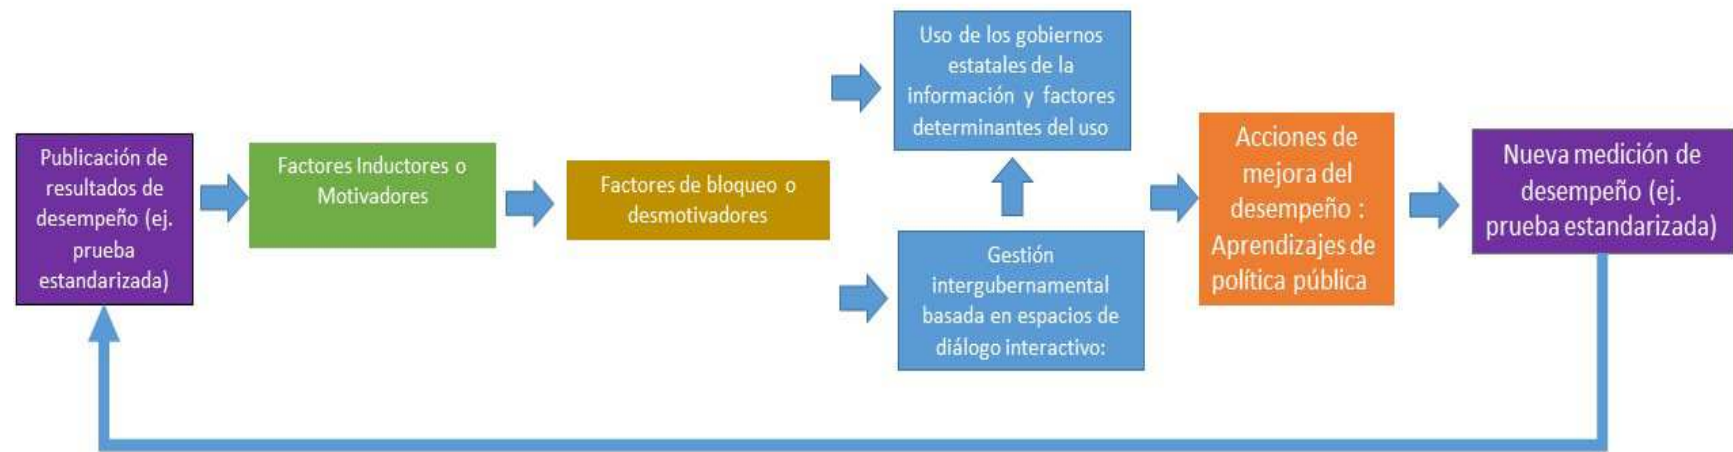 Publicación de
resultados de
desempeño (ej.
prueba
estandarizada)
Factores Inductores o
Motivadores
Factores de bloqueo o
desmotivadores
Uso de los gobiernos
estatales de la
información y factores
determinantes del uso
Gestión
intergubernamental
basada en espacios de
diálogo interactivo:
Acciones de
mejora del
desempeño :
Aprendizajes de
política pública
Nueva medición de
desempeño (ej.
prueba estandarizada)